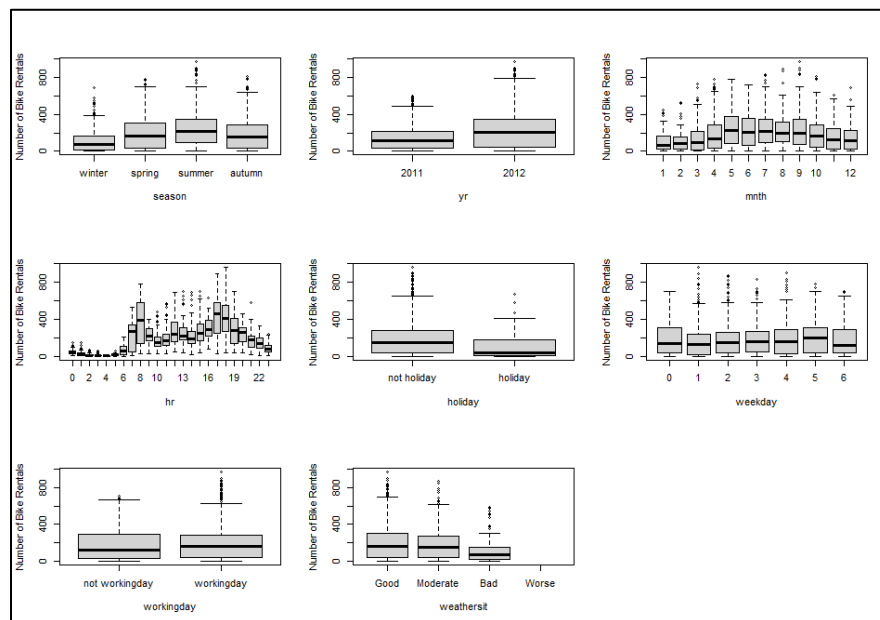 Number of Bike Rentals
800
400
0
winter spring summer autumn
season
Number of Bike Rentals
800
400
0
2011 2012
yr
Number of Bike Rentals
800
400
0
1 2 3 4 5 6 7 8 9 10 12
mnth
Number of Bike Rentals
800
400
0
0 2 4 6 8 10 13 16 19 22
hr
Number of Bike Rentals
800
400
0
not holiday holiday
holiday
Number of Bike Rentals
800
400
0
0 1 2 3 4 5 6
weekday
Number of Bike Rentals
800
400
0
not workingday workingday
workingday
Number of Bike Rentals
800
400
0
Good Moderate Bad Worse
weathersit